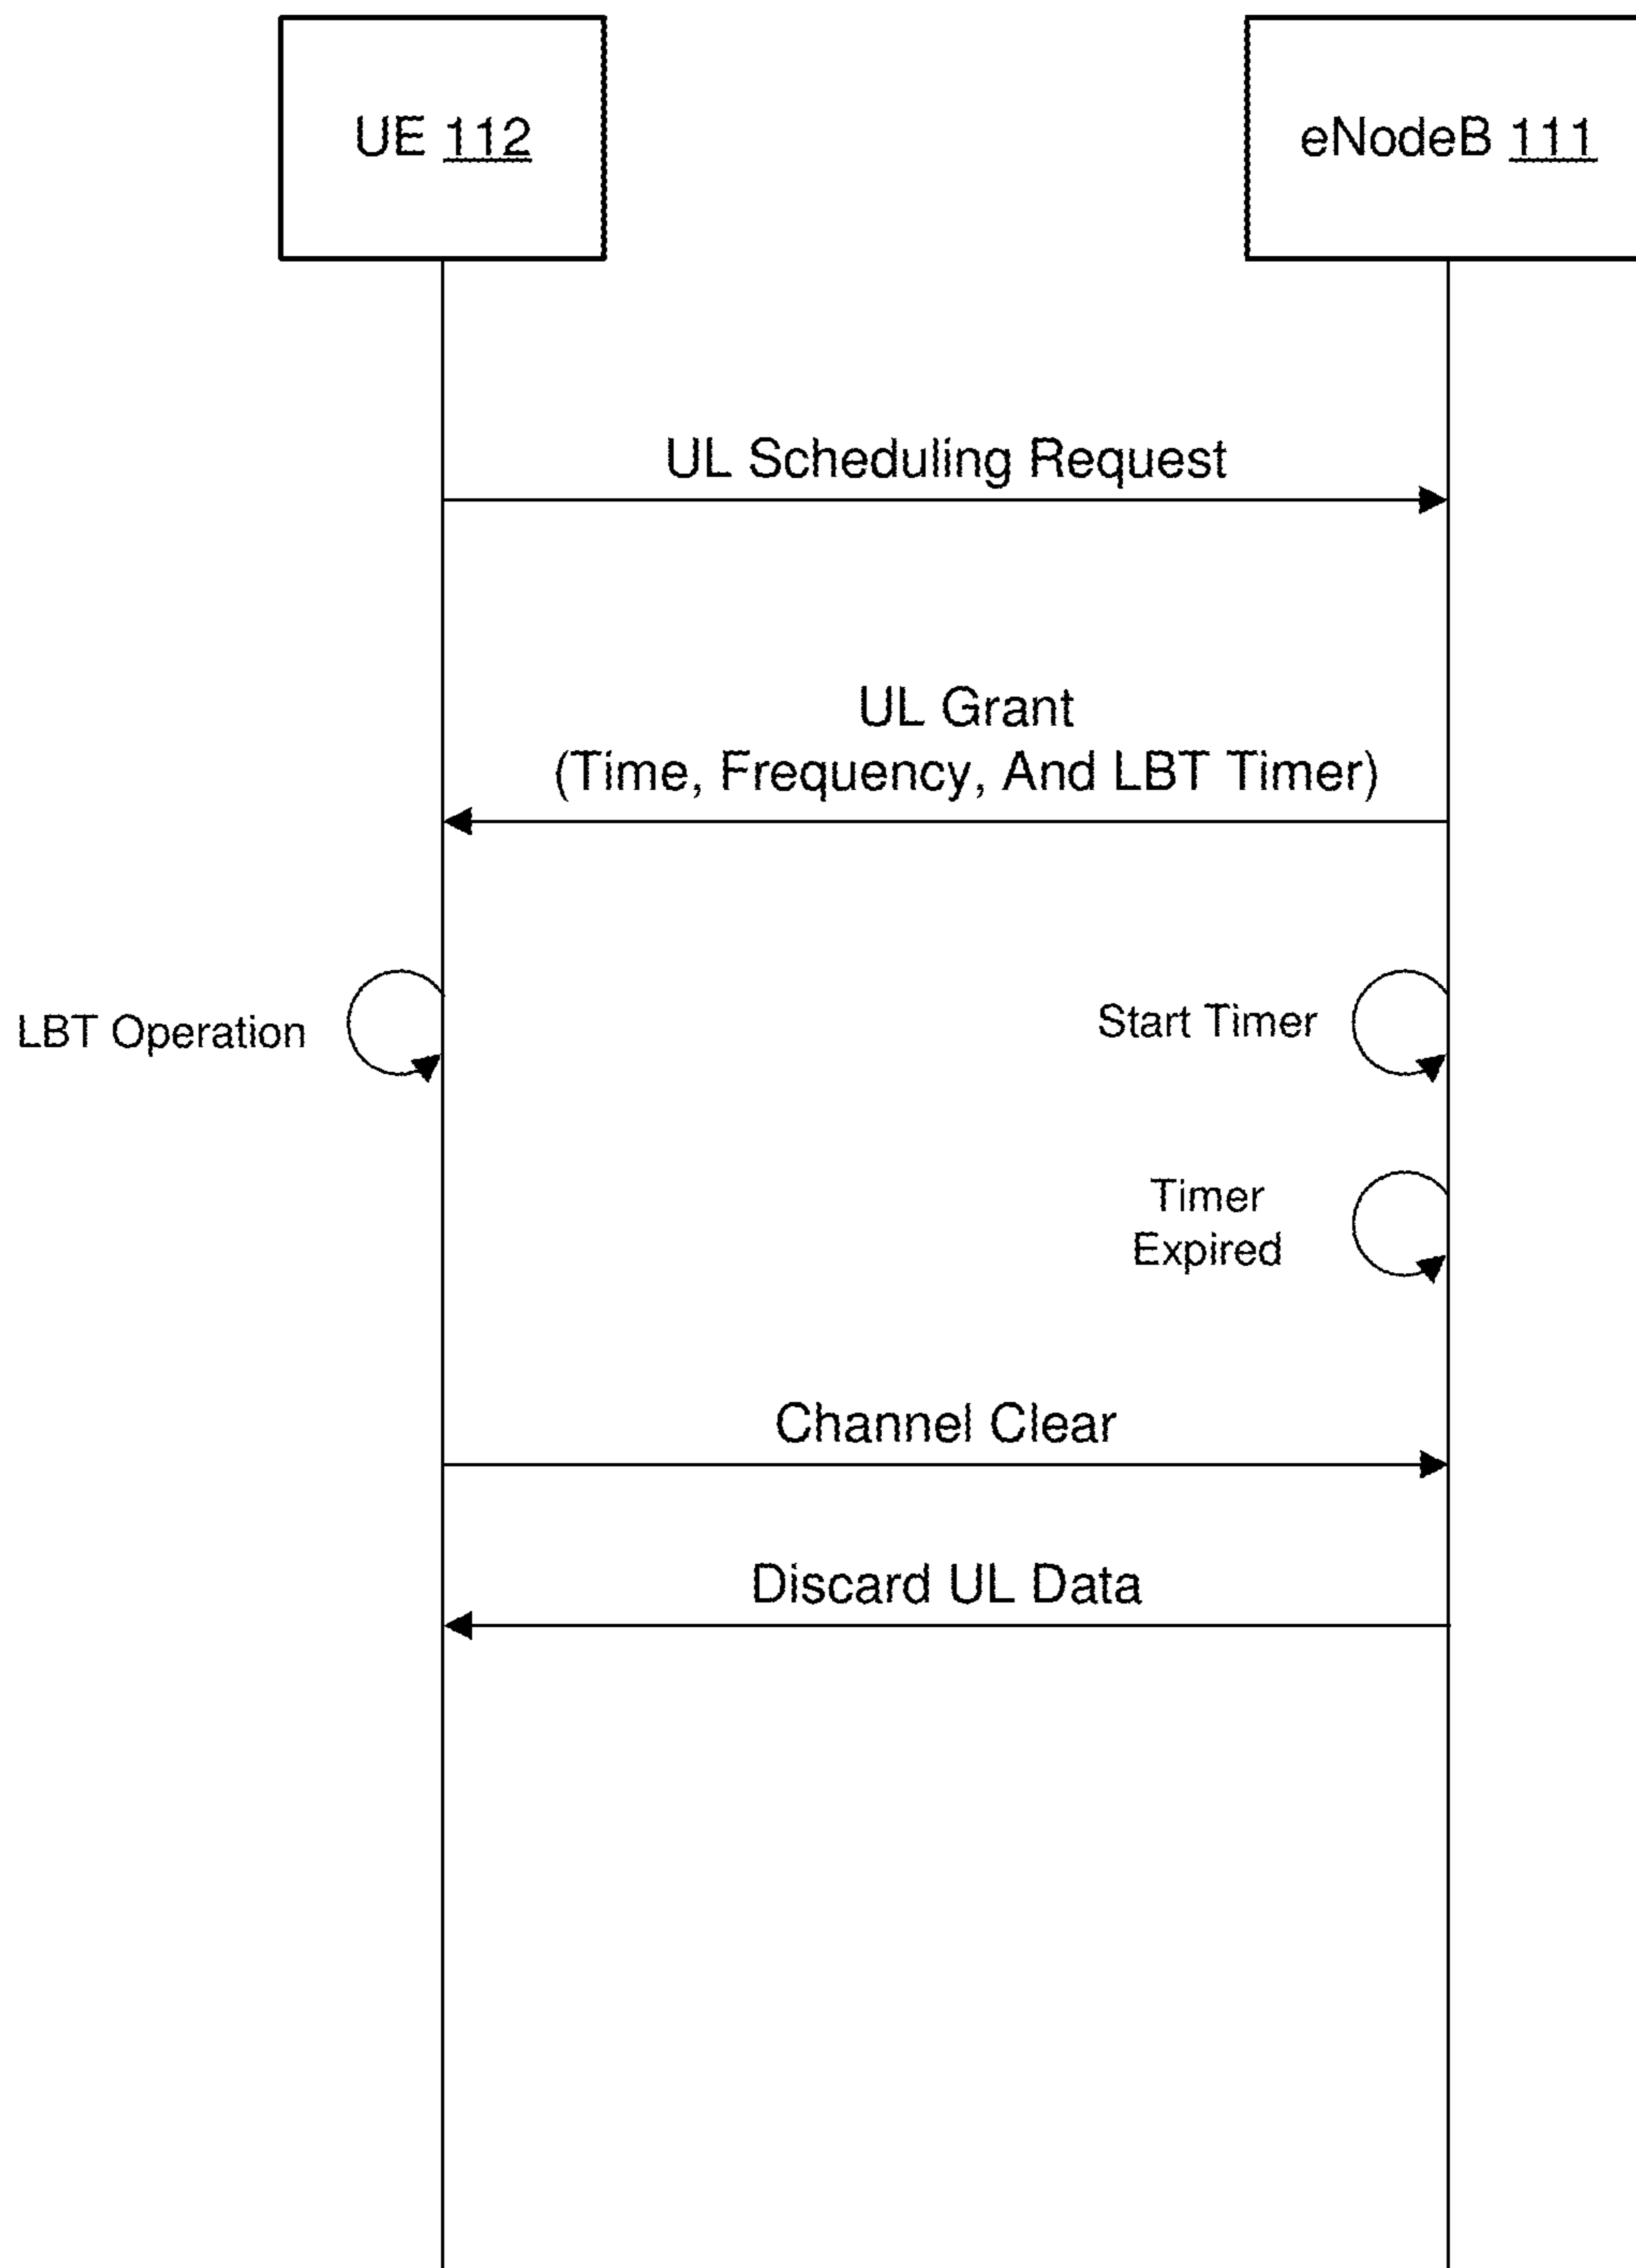 UE 112
eNodeB 111
UL Scheduling Request
UL Grant
(Time, Frequency, And LBT Timer)
LBT Operation
Start Timer
Timer
Expired
Channel Clear
Discard UL Data